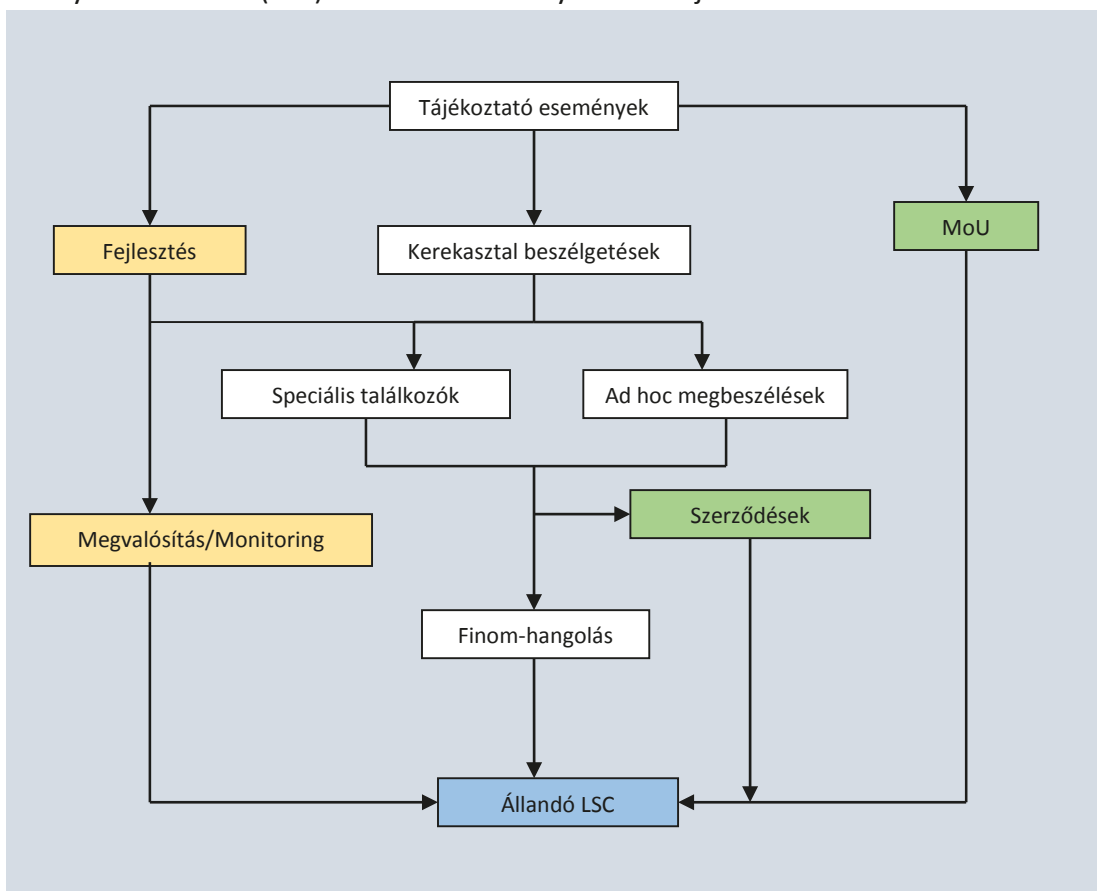 Tájékoztató események
Fejlesztés
Kerekasztal beszélgetések
MoU
Speciális találkozók
Ad hoc megbeszélések
Szerződések
Megvalósítás/Monitoring
Finom-hangolás
Állandó LSC